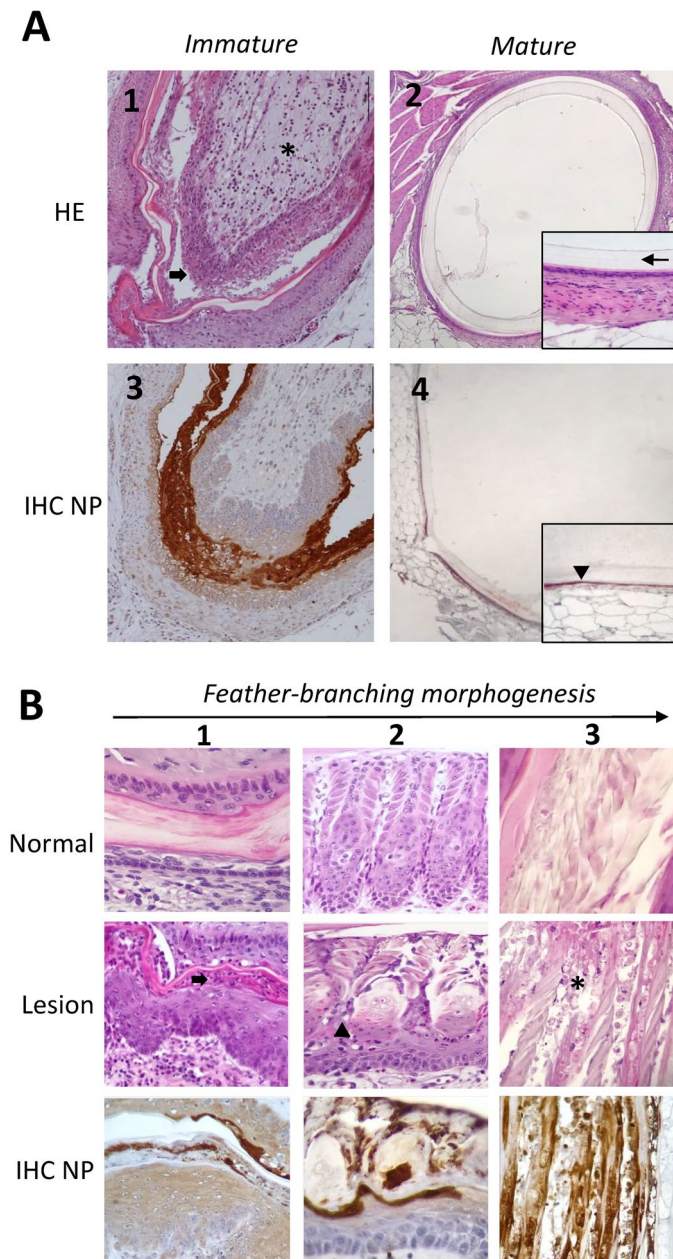 A
Immature
Mature
HE
1
*
2
IHC NP
3
4
B
Feather-branching morphogenesis
1
2
3
Normal
Lesion
*
IHC NP